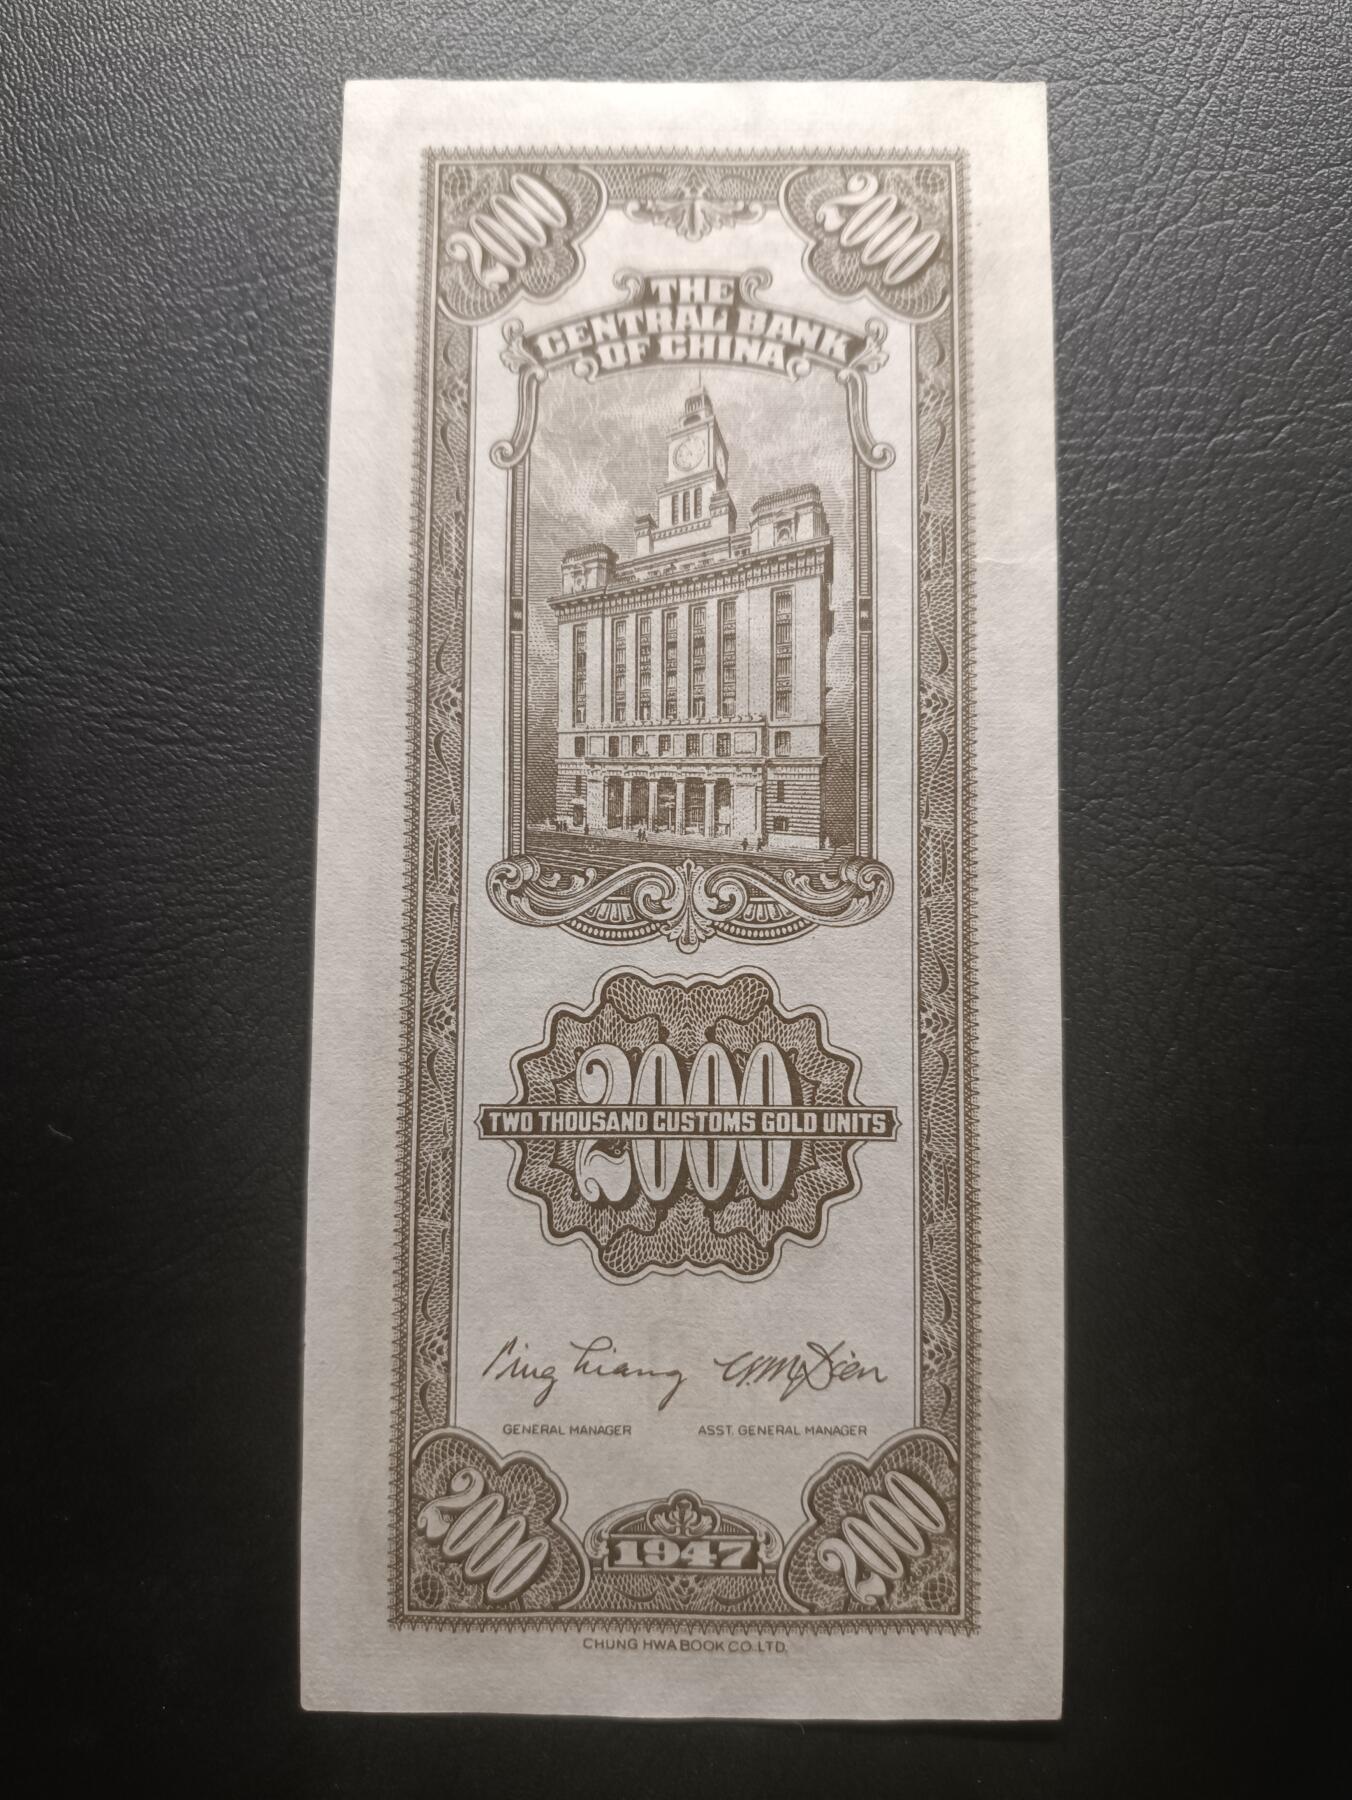 2000 2000
THE
CENTRAL BANK
OF CHINA
2000
TWO THOUSAND CUSTOMS GOLD UNITS
GENERAL MANAGER ASST. GENERAL MANAGER
2000 1947 2000
CHUNG HWA BOOK CO. LTD.